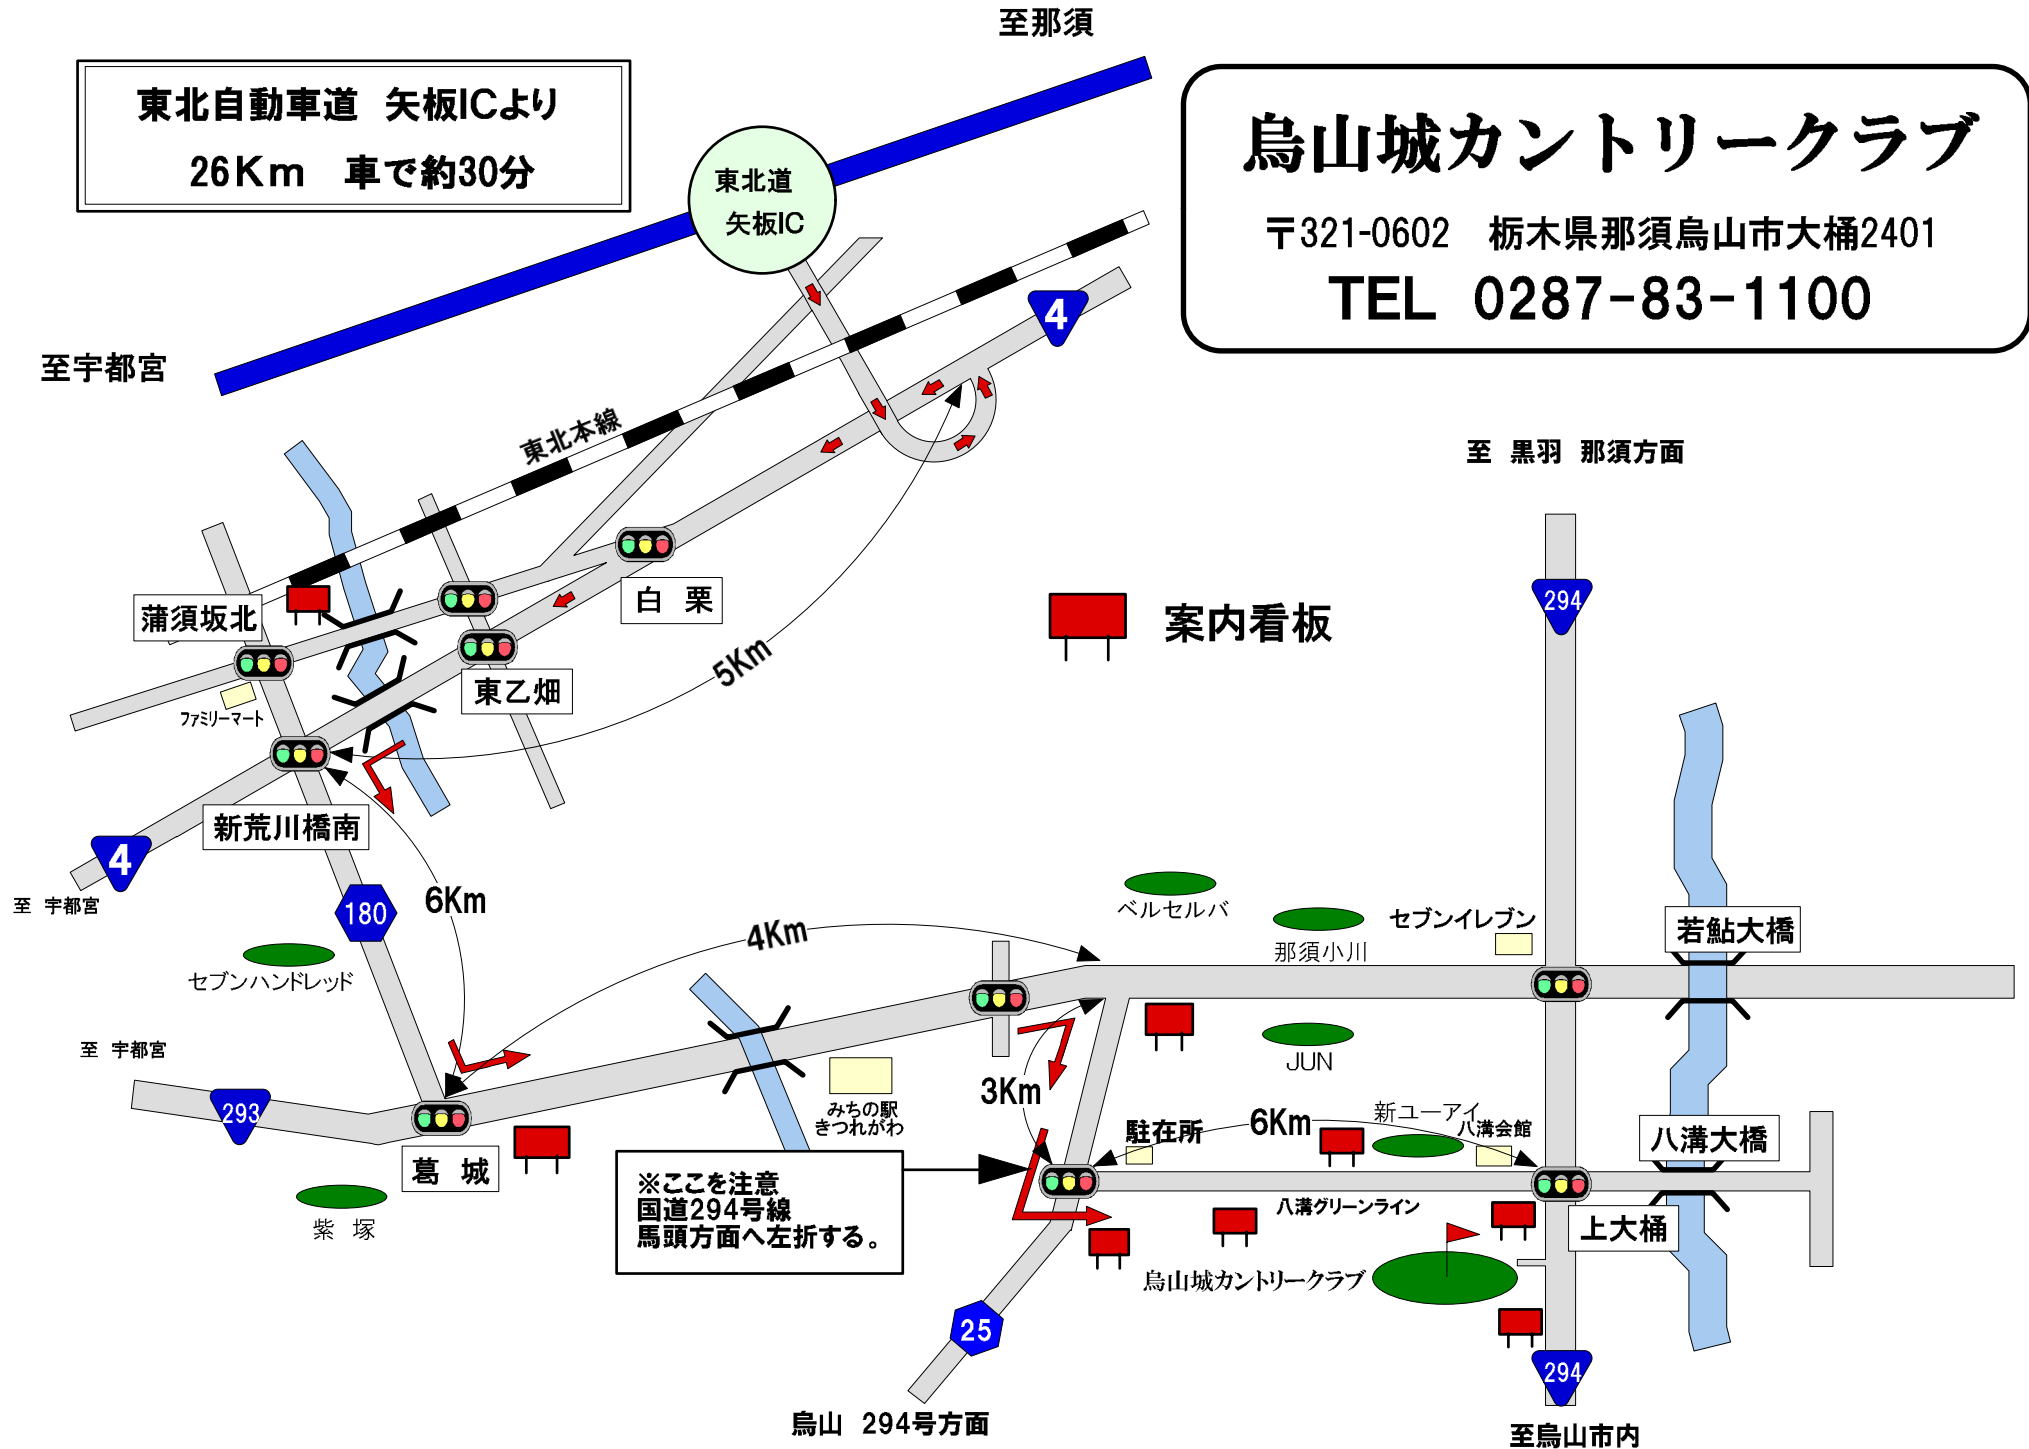 至那須
東北自動車道 矢板ICより
26Km 車で約30分
烏山城カントリークラブ
〒321-0602 栃木県那須烏山市大桶2401
TEL 0287-83-1100
東北道
矢板IC
4
至宇都宮
東北本線
至 黒羽 那須方面
白 栗
蒲須坂北
294
案内看板
5Km
東乙畑
ファミリーマート
新荒川橋南
4
至 宇都宮
180
6Km
4Km
ベルセルバ
那須小川
セブンイレブン
若鮎大橋
セブンハンドレッド
至 宇都宮
JUN
293
みちの駅
きつれがわ
3Km
駐在所
6Km
新ユーアイ
八溝会館
八溝大橋
葛 城
※ここを注意
国道294号線
馬頭方面へ左折する。
八溝グリーンライン
紫 塚
上大桶
烏山城カントリークラブ
25
294
烏山 294号方面
至烏山市内